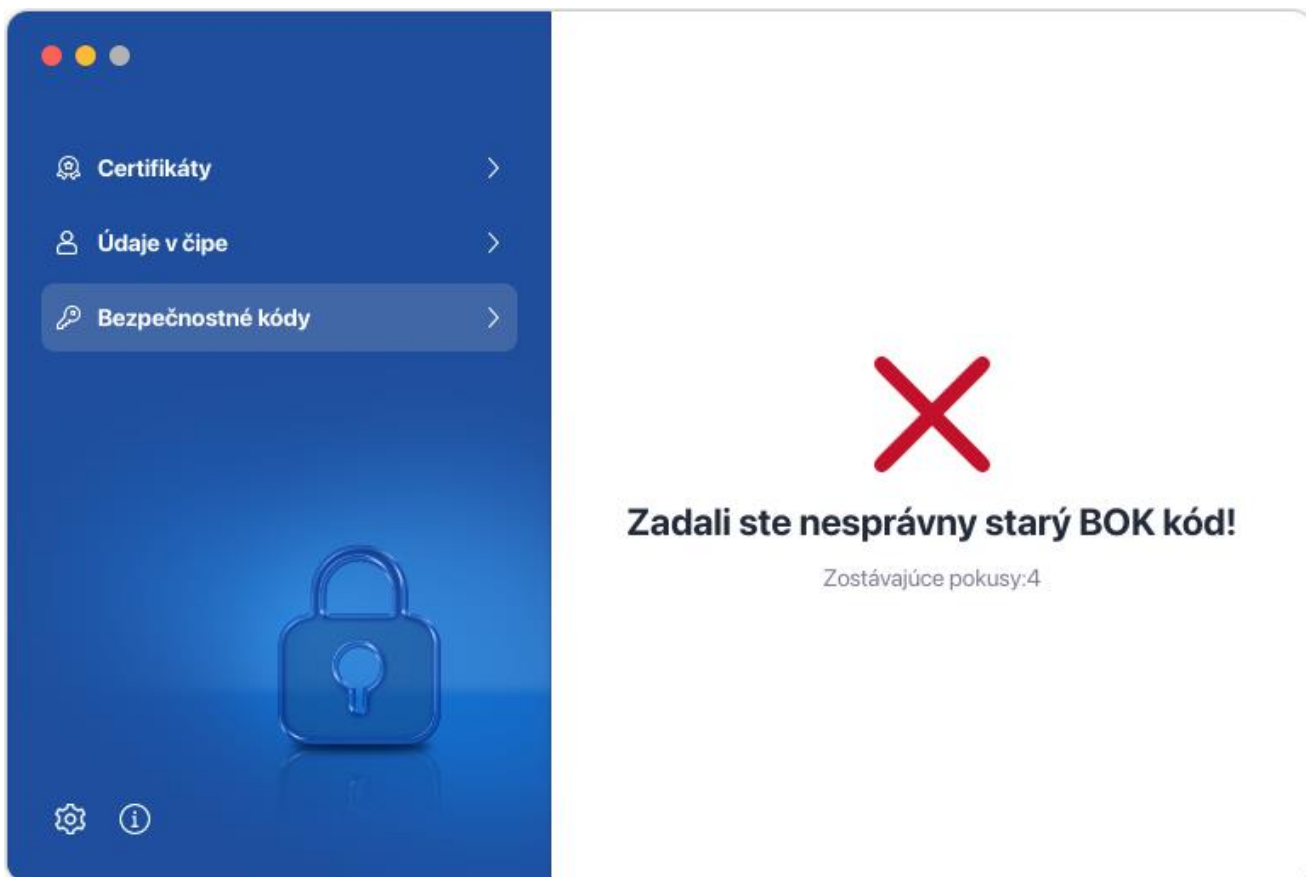 Certifikáty
Údaje v čipe
Bezpečnostné kódy
Zadali ste nesprávny starý BOK kód!
Zostávajúce pokusy:4